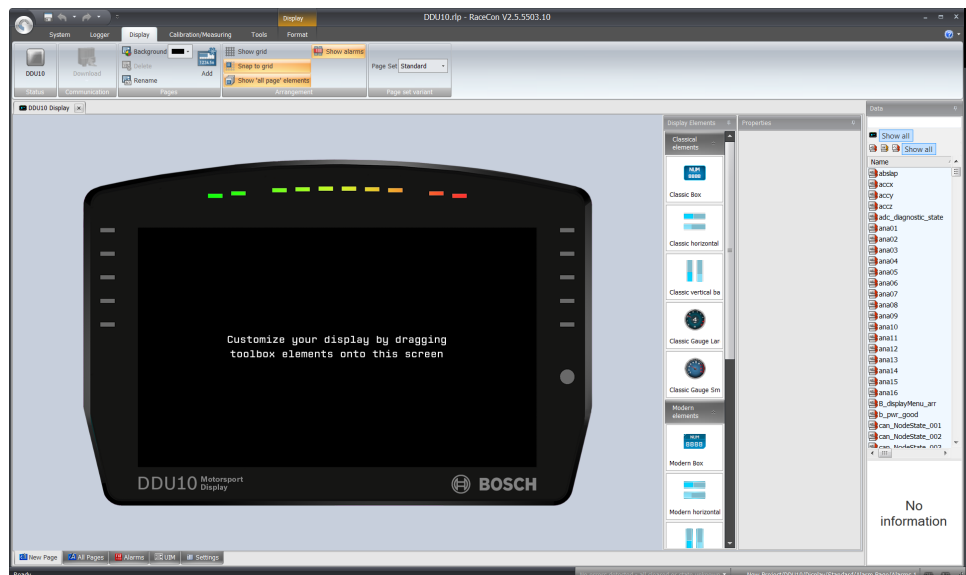 Display
DDU10.rlp - RaceCon V2.5.5503.10
System Logger Display Calibration/Measuring Tools Format
DDU10
Download
Background
Delete
Rename
Add
Show grid
Snap to grid
Show 'all page' elements
Show alarms
Page Set Standard
Status Communication Pages Arrangement Page set variant
DDU10 Display
Data
Display Elements
Properties
Classical
elements
Classic Box
Classic horizontal
Classic vertical ba
Classic Gauge Lar
Classic Gauge Sm
Modern
elements
Modern Box
Modern horizontal
Show all
Show all
Name
abslap
accx
accy
accz
adc_diagnostic_state
ana01
ana02
ana03
ana04
ana05
ana06
ana07
ana08
ana09
ana10
ana11
ana12
ana13
ana14
ana15
ana16
B_displayMenu_arr
b_pwr_good
can_NodeState_001
can_NodeState_002
can_NodeState_003
No
information
Customize your display by dragging
toolbox elements onto this screen
DDU10 Motorsport
Display
BOSCH
New Page All Pages Alarms UIM Settings
Ready